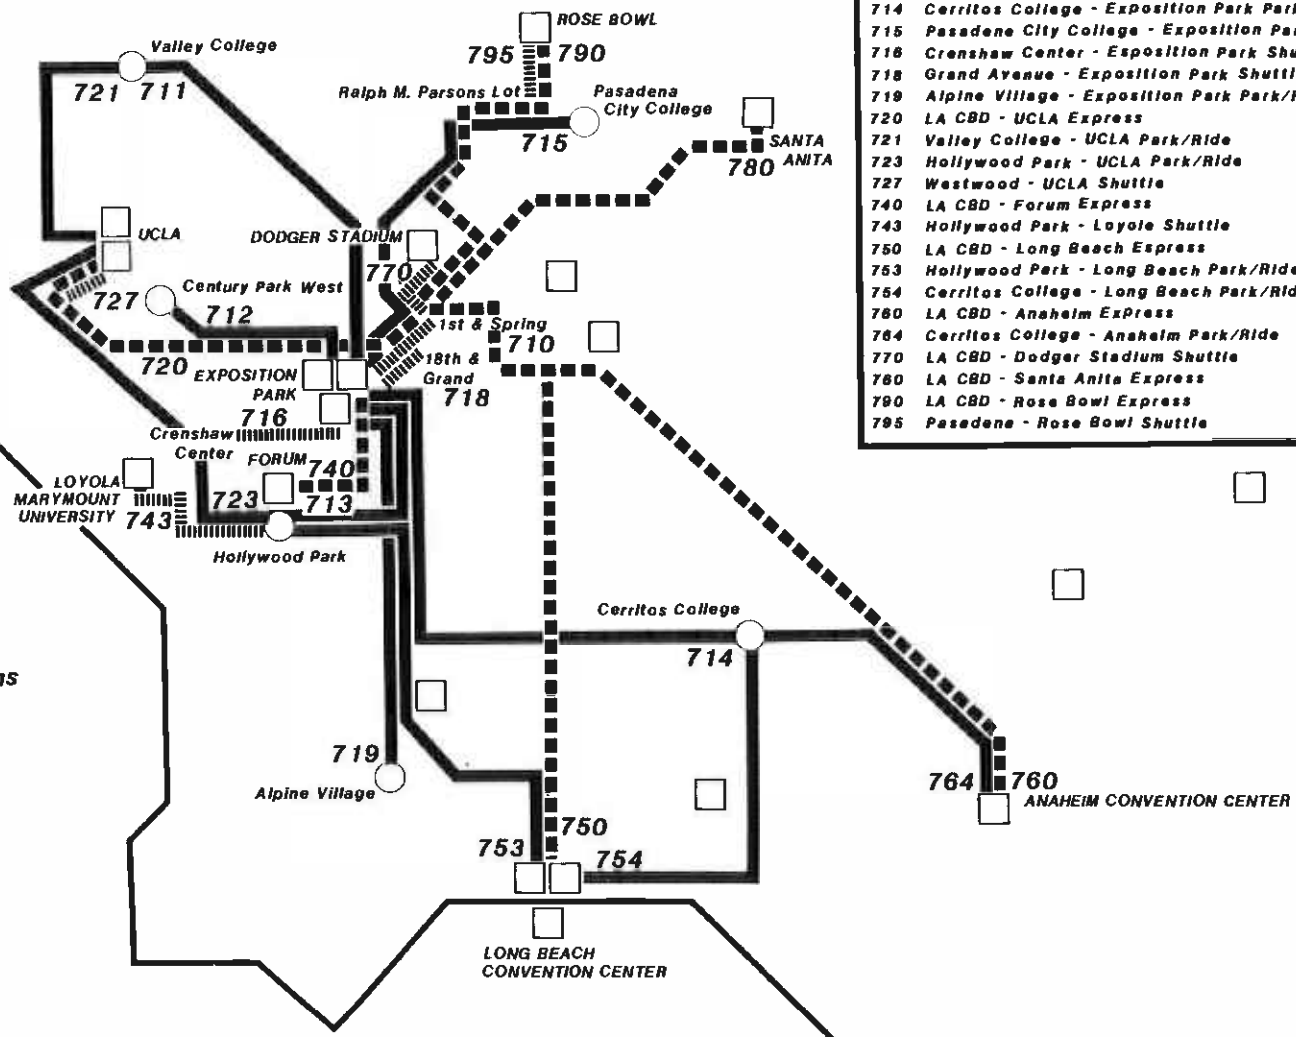 ROSE BOWL
Valley College
795 790
721 711
Ralph M. Parsons Lot
Pasadena
City College
715
SANTA
ANITA
780
UCLA
DODGER STADIUM
770
727
Century Park West
712
1st & Spring
710
720
18th &
Grand
718
EXPOSITION
PARK
716
Crenshaw
Center
FORUM
740
713
LOYOLA
MARYMOUNT
UNIVERSITY
743
723
Hollywood Park
Cerritos College
714
719
Alpine Village
764 760
ANAHEIM CONVENTION CENTER
750
753
754
LONG BEACH
CONVENTION CENTER
714 Cerritos College - Exposition Park
715 Pasadena City College - Exposition
716 Crenshaw Center - Exposition Park
718 Grand Avenue - Exposition Park
719 Alpine Village - Exposition Park
720 LA CBD - UCLA Express
721 Valley College - UCLA Park/Ride
723 Hollywood Park - UCLA Park/Ride
727 Westwood - UCLA Shuttle
740 LA CBD - Forum Express
743 Hollywood Park - Loyola Shuttle
750 LA CBD - Long Beach Express
753 Hollywood Park - Long Beach Park/Ride
754 Cerritos College - Long Beach
760 LA CBD - Anaheim Express
764 Cerritos College - Anaheim Park/Ride
770 LA CBD - Dodger Stadium Shuttle
780 LA CBD - Santa Anita Express
790 LA CBD - Rose Bowl Express
795 Pasadena - Rose Bowl Shuttle